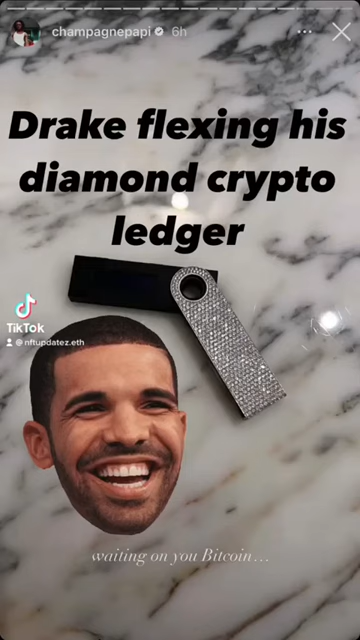 champagnepapi 6h
Drake flexing his
diamond crypto
ledger
TikTok
@nftupdatez.eth
waiting on you Bitcoin...